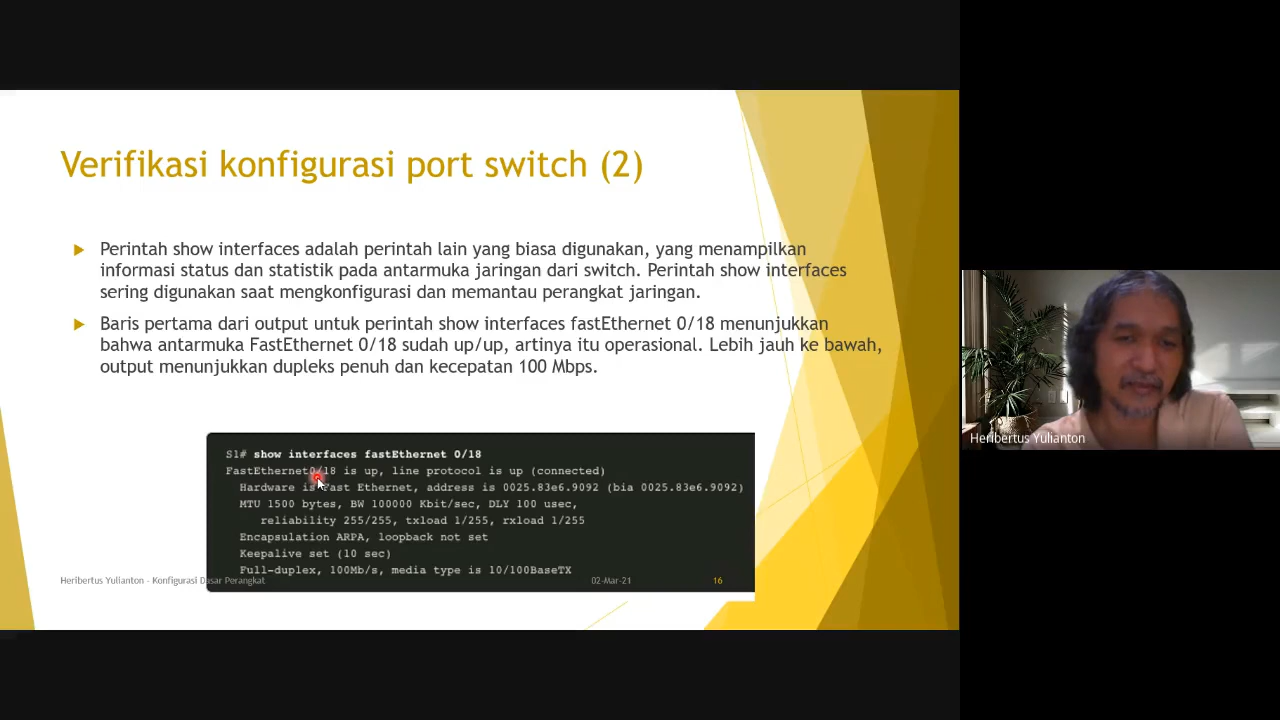 Verifikasi konfigurasi port switch (2)
Perintah show interfaces adalah perintah lain yang biasa digunakan, yang menampilkan
informasi status dan statistik pada antarmuka jaringan dari switch. Perintah show interfaces
sering digunakan saat mengkonfigurasi dan memantau perangkat jaringan.
Baris pertama dari output untuk perintah show interfaces fastEthernet 0/18 menunjukkan
bahwa antarmuka FastEthernet 0/18 sudah up/up, artinya itu operasional. Lebih jauh ke bawah,
output menunjukkan dupleks penuh dan kecepatan 100 Mbps.
S1# show interfaces fastEthernet 0/18
FastEthernet0/18 is up, line protocol is up (connected)
Hardware is Fast Ethernet, address is 0025.83e6.9092 (bia 0025.83e6.9092)
MTU 1500 bytes, BW 100000 Kbit/sec, DLY 100 usec,
reliability 255/255, txload 1/255, rxload 1/255
Encapsulation ARPA, loopback not set
Keepalive set (10 sec)
Full-duplex, 100Mb/s, media type is 10/100BaseTX
Heribertus Yulianton - Konfigurasi Dasar Perangkat
02-Mar-21
16
Heribertus Yulianton